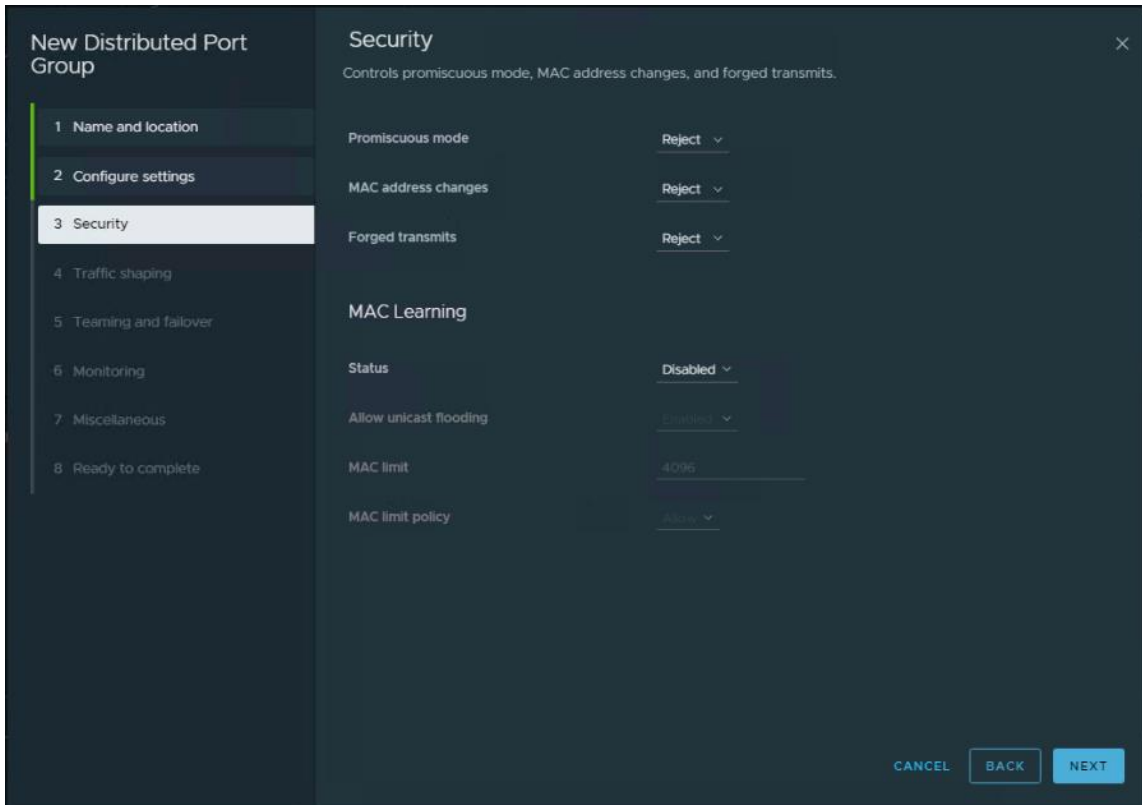 New Distributed Port
Group
1 Name and location
2 Configure settings
3 Security
4 Traffic shaping
5 Teaming and failover
6 Monitoring
7 Miscellaneous
8 Ready to complete
Security
Controls promiscuous mode, MAC address changes, and forged transmits.
Promiscuous mode Reject
MAC address changes Reject
Forged transmits Reject
MAC Learning
Status Disabled
Allow unicast flooding Enabled
MAC limit 4096
MAC limit policy Allow
CANCEL BACK NEXT